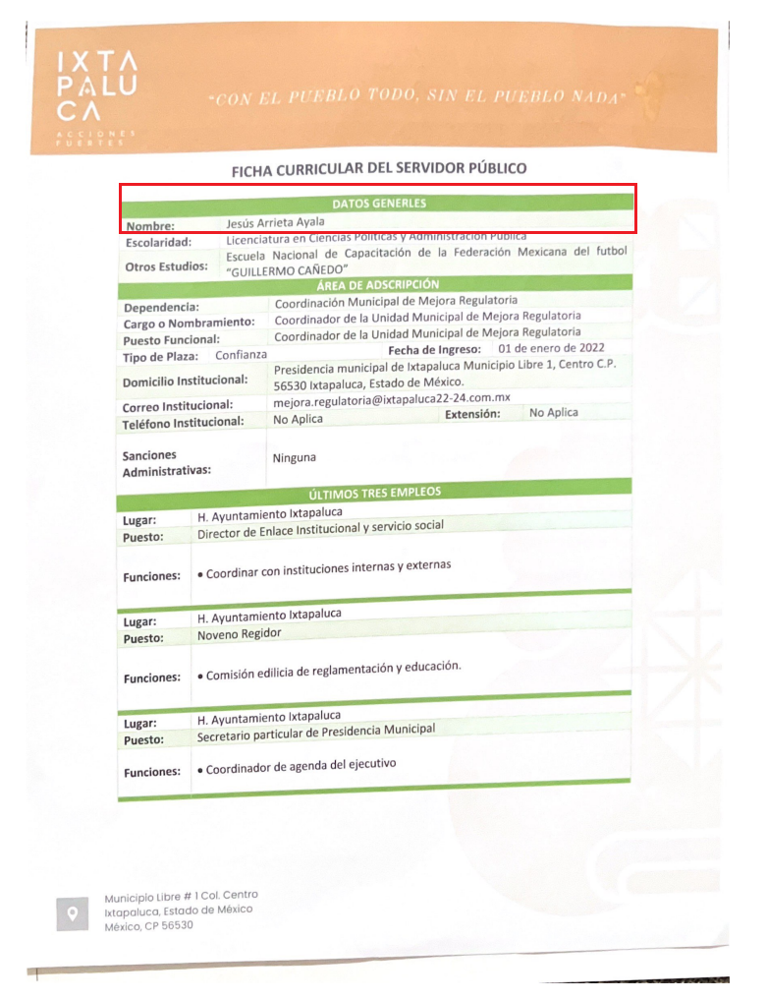 IXTA
PALU
CA
ACCIONES
FUERTES
"CON EL PUEBLO TODO, SIN EL PUEBLO NADA"
FICHA CURRICULAR DEL SERVIDOR PÚBLICO
DATOS GENERLES
Nombre: Jesús Arrieta Ayala
Escolaridad: Licenciatura en Ciencias Políticas y Administración Pública
Otros Estudios: Escuela Nacional de Capacitación de la Federación Mexicana del futbol
"GUILLERMO CAÑEDO"
ÁREA DE ADSCRIPCIÓN
Dependencia: Coordinación Municipal de Mejora Regulatoria
Cargo o Nombramiento: Coordinador de la Unidad Municipal de Mejora Regulatoria
Puesto Funcional: Coordinador de la Unidad Municipal de Mejora Regulatoria
Tipo de Plaza: Confianza Fecha de Ingreso: 01 de enero de 2022
Domicilio Institucional: Presidencia municipal de Ixtapaluca Municipio Libre 1, Centro C.P.
56530 Ixtapaluca, Estado de México.
Correo Institucional: mejora.regulatoria@ixtapaluca22-24.com.mx
Teléfono Institucional: No Aplica Extensión: No Aplica
Sanciones
Administrativas: Ninguna
ÚLTIMOS TRES EMPLEOS
Lugar: H. Ayuntamiento Ixtapaluca
Puesto: Director de Enlace Institucional y servicio social
Funciones: • Coordinar con instituciones internas y externas
Lugar: H. Ayuntamiento Ixtapaluca
Puesto: Noveno Regidor
Funciones: • Comisión edilicia de reglamentación y educación.
Lugar: H. Ayuntamiento Ixtapaluca
Puesto: Secretario particular de Presidencia Municipal
Funciones: • Coordinador de agenda del ejecutivo
Municipio Libre # 1 Col. Centro
Ixtapaluca, Estado de México
México, CP 56530